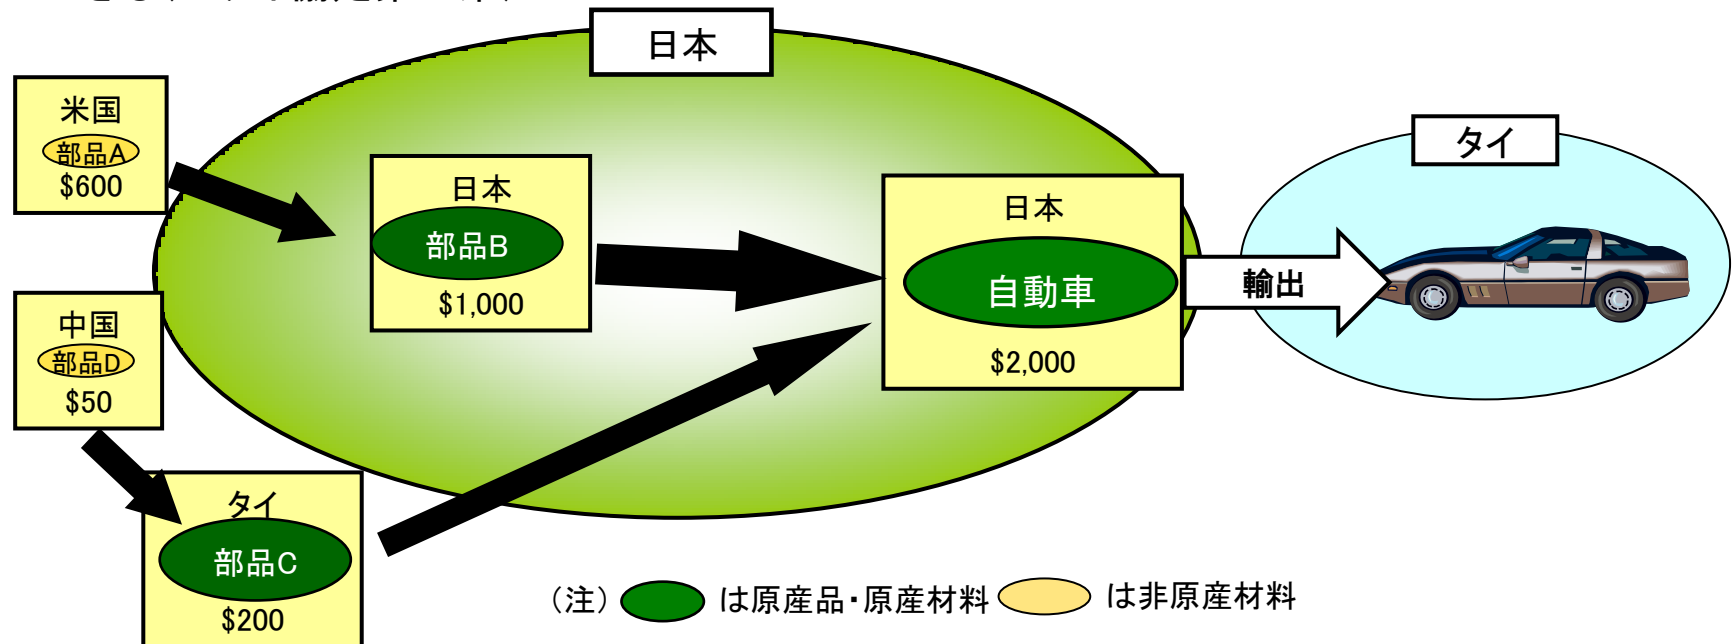 日本
米国
部品A
$600
日本
部品B
$1,000
中国
部品D
$50
タイ
部品C
$200
日本
自動車
$2,000
輸出
タイ
(注) は原産品・原産材料 は非原産材料